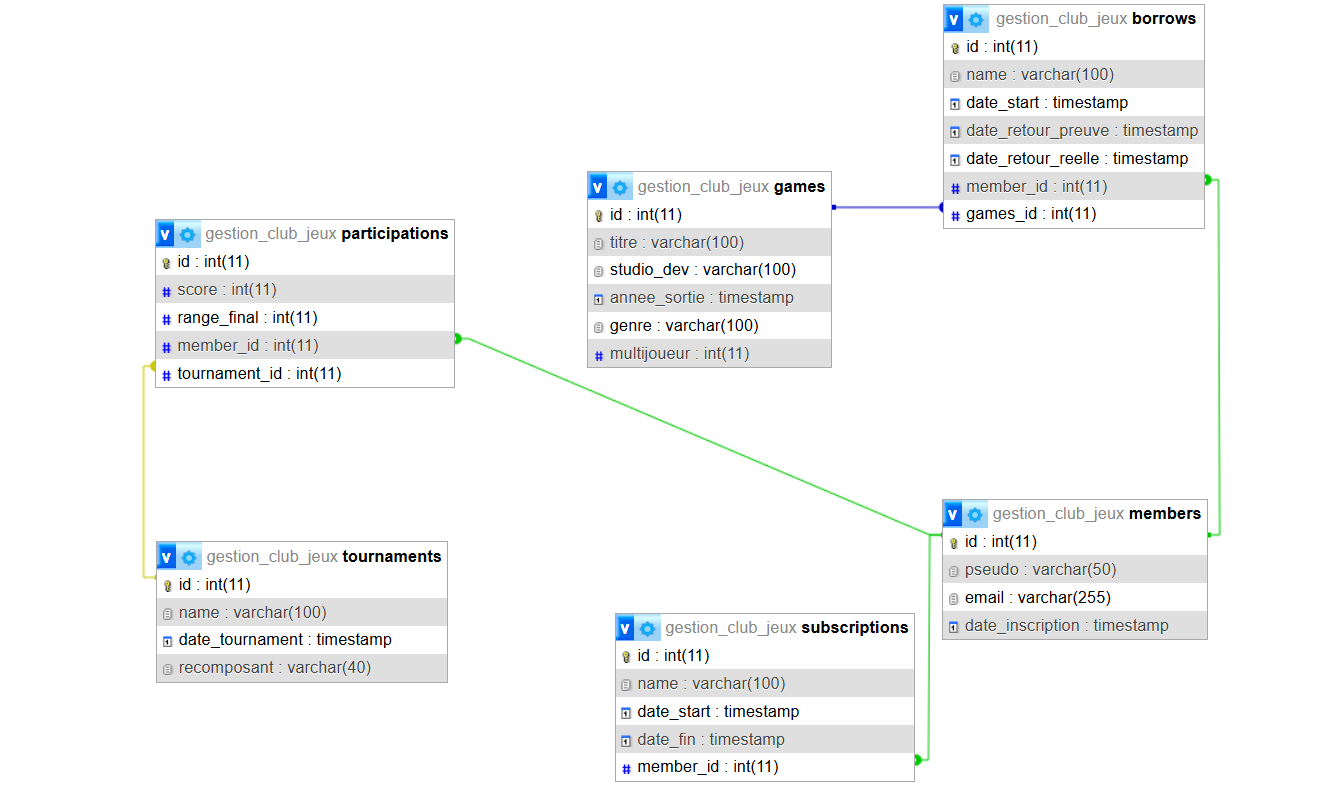 v gestion_club_jeux borrows
id : int(11)
name : varchar(100)
date_start : timestamp
date_retour_preuve : timestamp
date_retour_reelle : timestamp
# member_id : int(11)
# games_id : int(11)
v gestion_club_jeux games
id : int(11)
titre : varchar(100)
studio_dev : varchar(100)
annee_sortie : timestamp
genre : varchar(100)
# multijoueur : int(11)
v gestion_club_jeux participations
id : int(11)
# score : int(11)
# range_final : int(11)
# member_id : int(11)
# tournament_id : int(11)
v gestion_club_jeux members
id : int(11)
pseudo : varchar(50)
email : varchar(255)
date_inscription : timestamp
v gestion_club_jeux tournaments
id : int(11)
name : varchar(100)
date_tournament : timestamp
recomposant : varchar(40)
v gestion_club_jeux subscriptions
id : int(11)
name : varchar(100)
date_start : timestamp
date_fin : timestamp
# member_id : int(11)